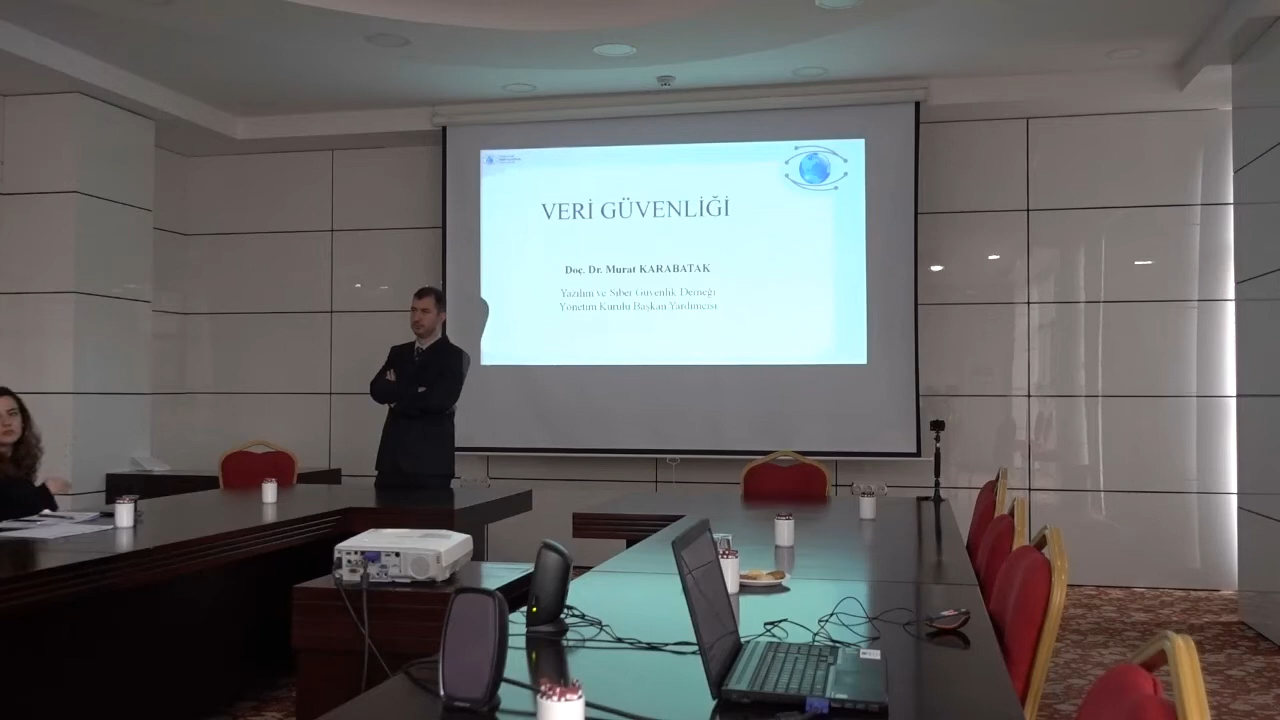 VERİ GÜVENLİĞİ
Doç. Dr. Murat KARABATAK
Yazılım ve Siber Güvenlik Derneği
Yönetim Kurulu Başkan Yardımcısı